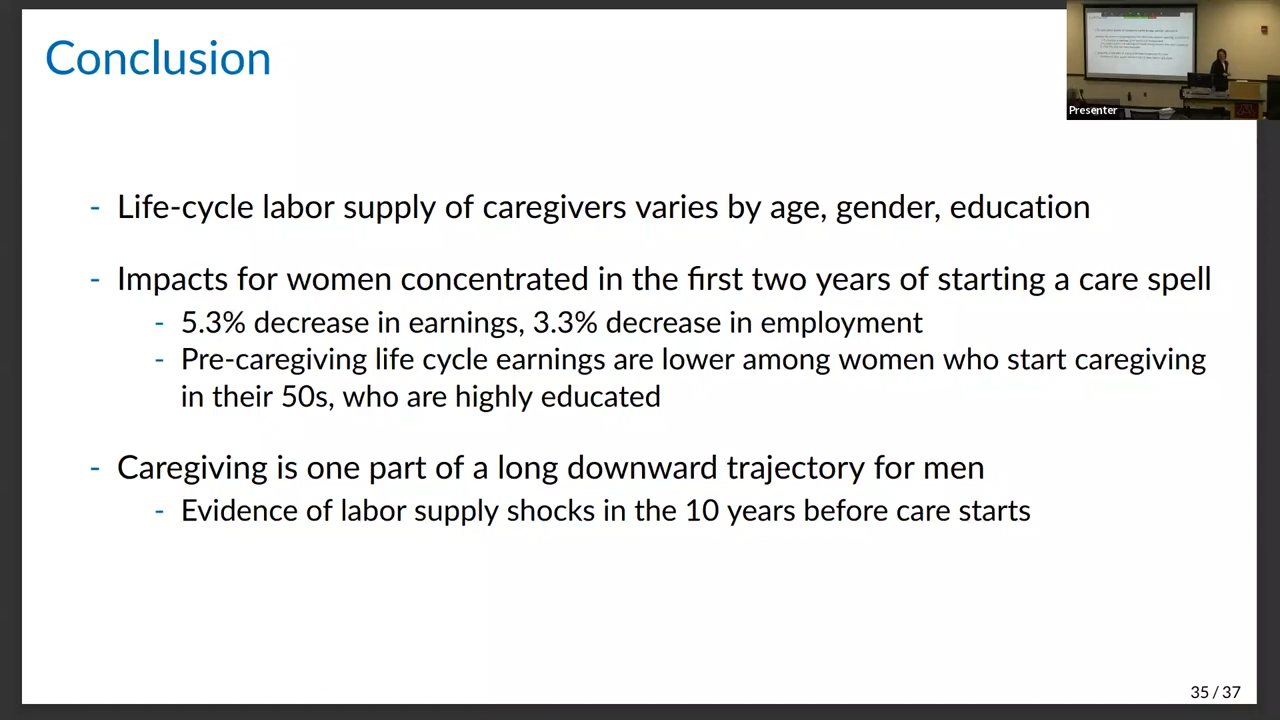 Conclusion
Presenter
- Life-cycle labor supply of caregivers varies by age, gender, education
- Impacts for women concentrated in the first two years of starting a care spell
- 5.3% decrease in earnings, 3.3% decrease in employment
- Pre-caregiving life cycle earnings are lower among women who start caregiving
in their 50s, who are highly educated
- Caregiving is one part of a long downward trajectory for men
- Evidence of labor supply shocks in the 10 years before care starts
35 / 37